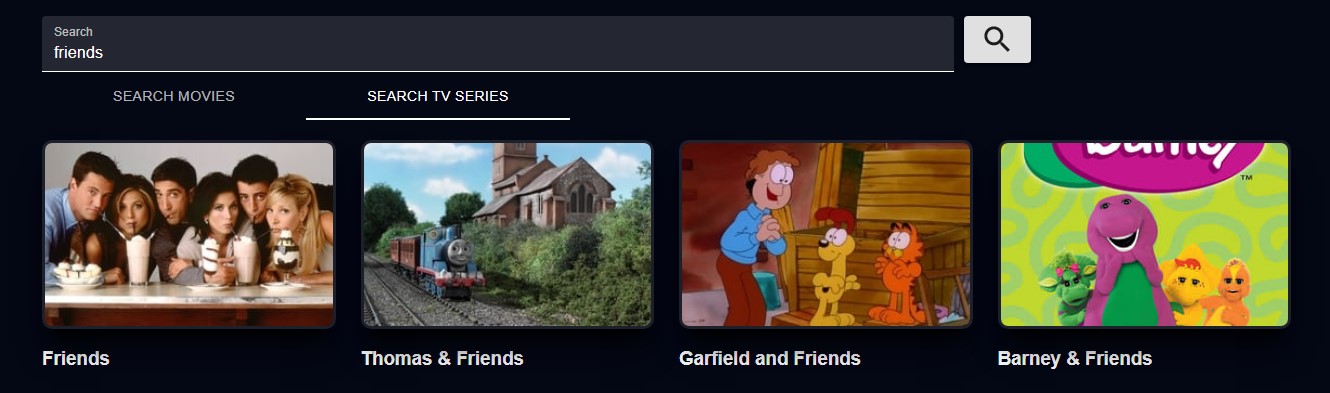 Search
friends
SEARCH MOVIES
SEARCH TV SERIES
Barney
TM
Friends
Thomas & Friends
Garfield and Friends
Barney & Friends